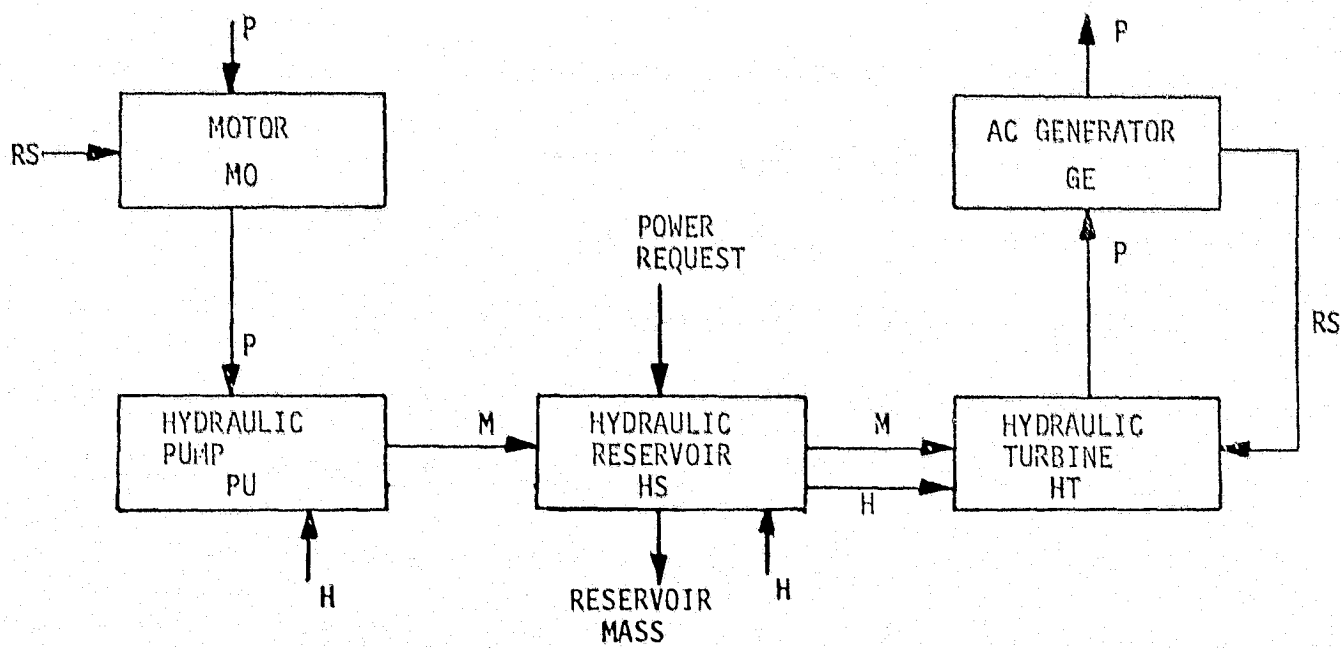 P
P
MOTOR
MO
RS
AC GENERATOR
GE
POWER
REQUEST
P
RS
P
HYDRAULIC
PUMP
PU
M
HYDRAULIC
RESERVOIR
HS
M
H
HYDRAULIC
TURBINE
HT
H
H
RESERVOIR
MASS